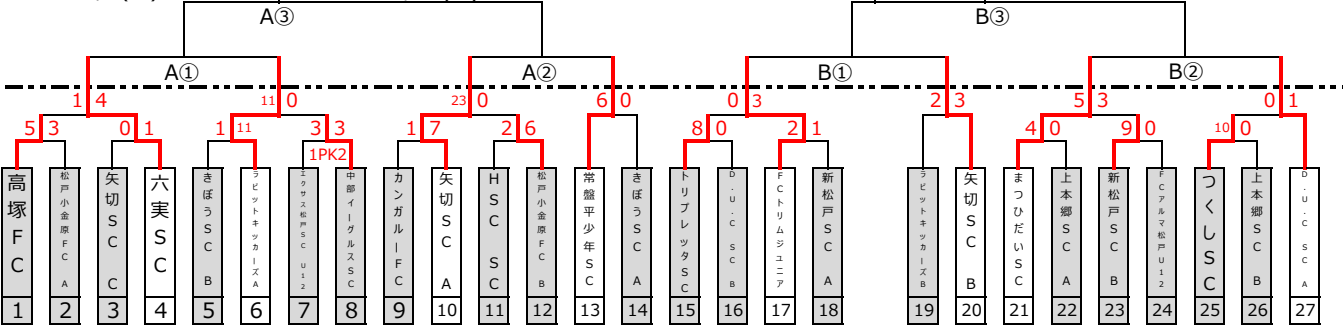 A③ B③
A① A② B① B②
1 4 11 0 23 0 6 0 0 3 2 3 5 3 0 1
5 3 0 1 1 11 3 3 1 7 2 6 8 0 2 1 4 0 9 0 10 0
1PK2
高塚FC
松戸小金原FC A
矢切SC C
六実SC
きぼうSC B
ラビットキッカーズA
エクサス松戸SC U12
中部イーグルスSC
カンガルーFC
矢切SC A
HSC SC
松戸小金原FC B
常盤平少年SC
きぼうSC A
トリプレッタSC
D.U.C SC B
FCトリムジュニア
新松戸SC A
ラビットキッカーズB
矢切SC B
まつひだいSC
上本郷SC A
新松戸SC B
FCアルマ松戸U12
つくしSC
上本郷SC B
D.U.C SC A
1 2 3 4 5 6 7 8 9 10 11 12 13 14 15 16 17 18 19 20 21 22 23 24 25 26 27